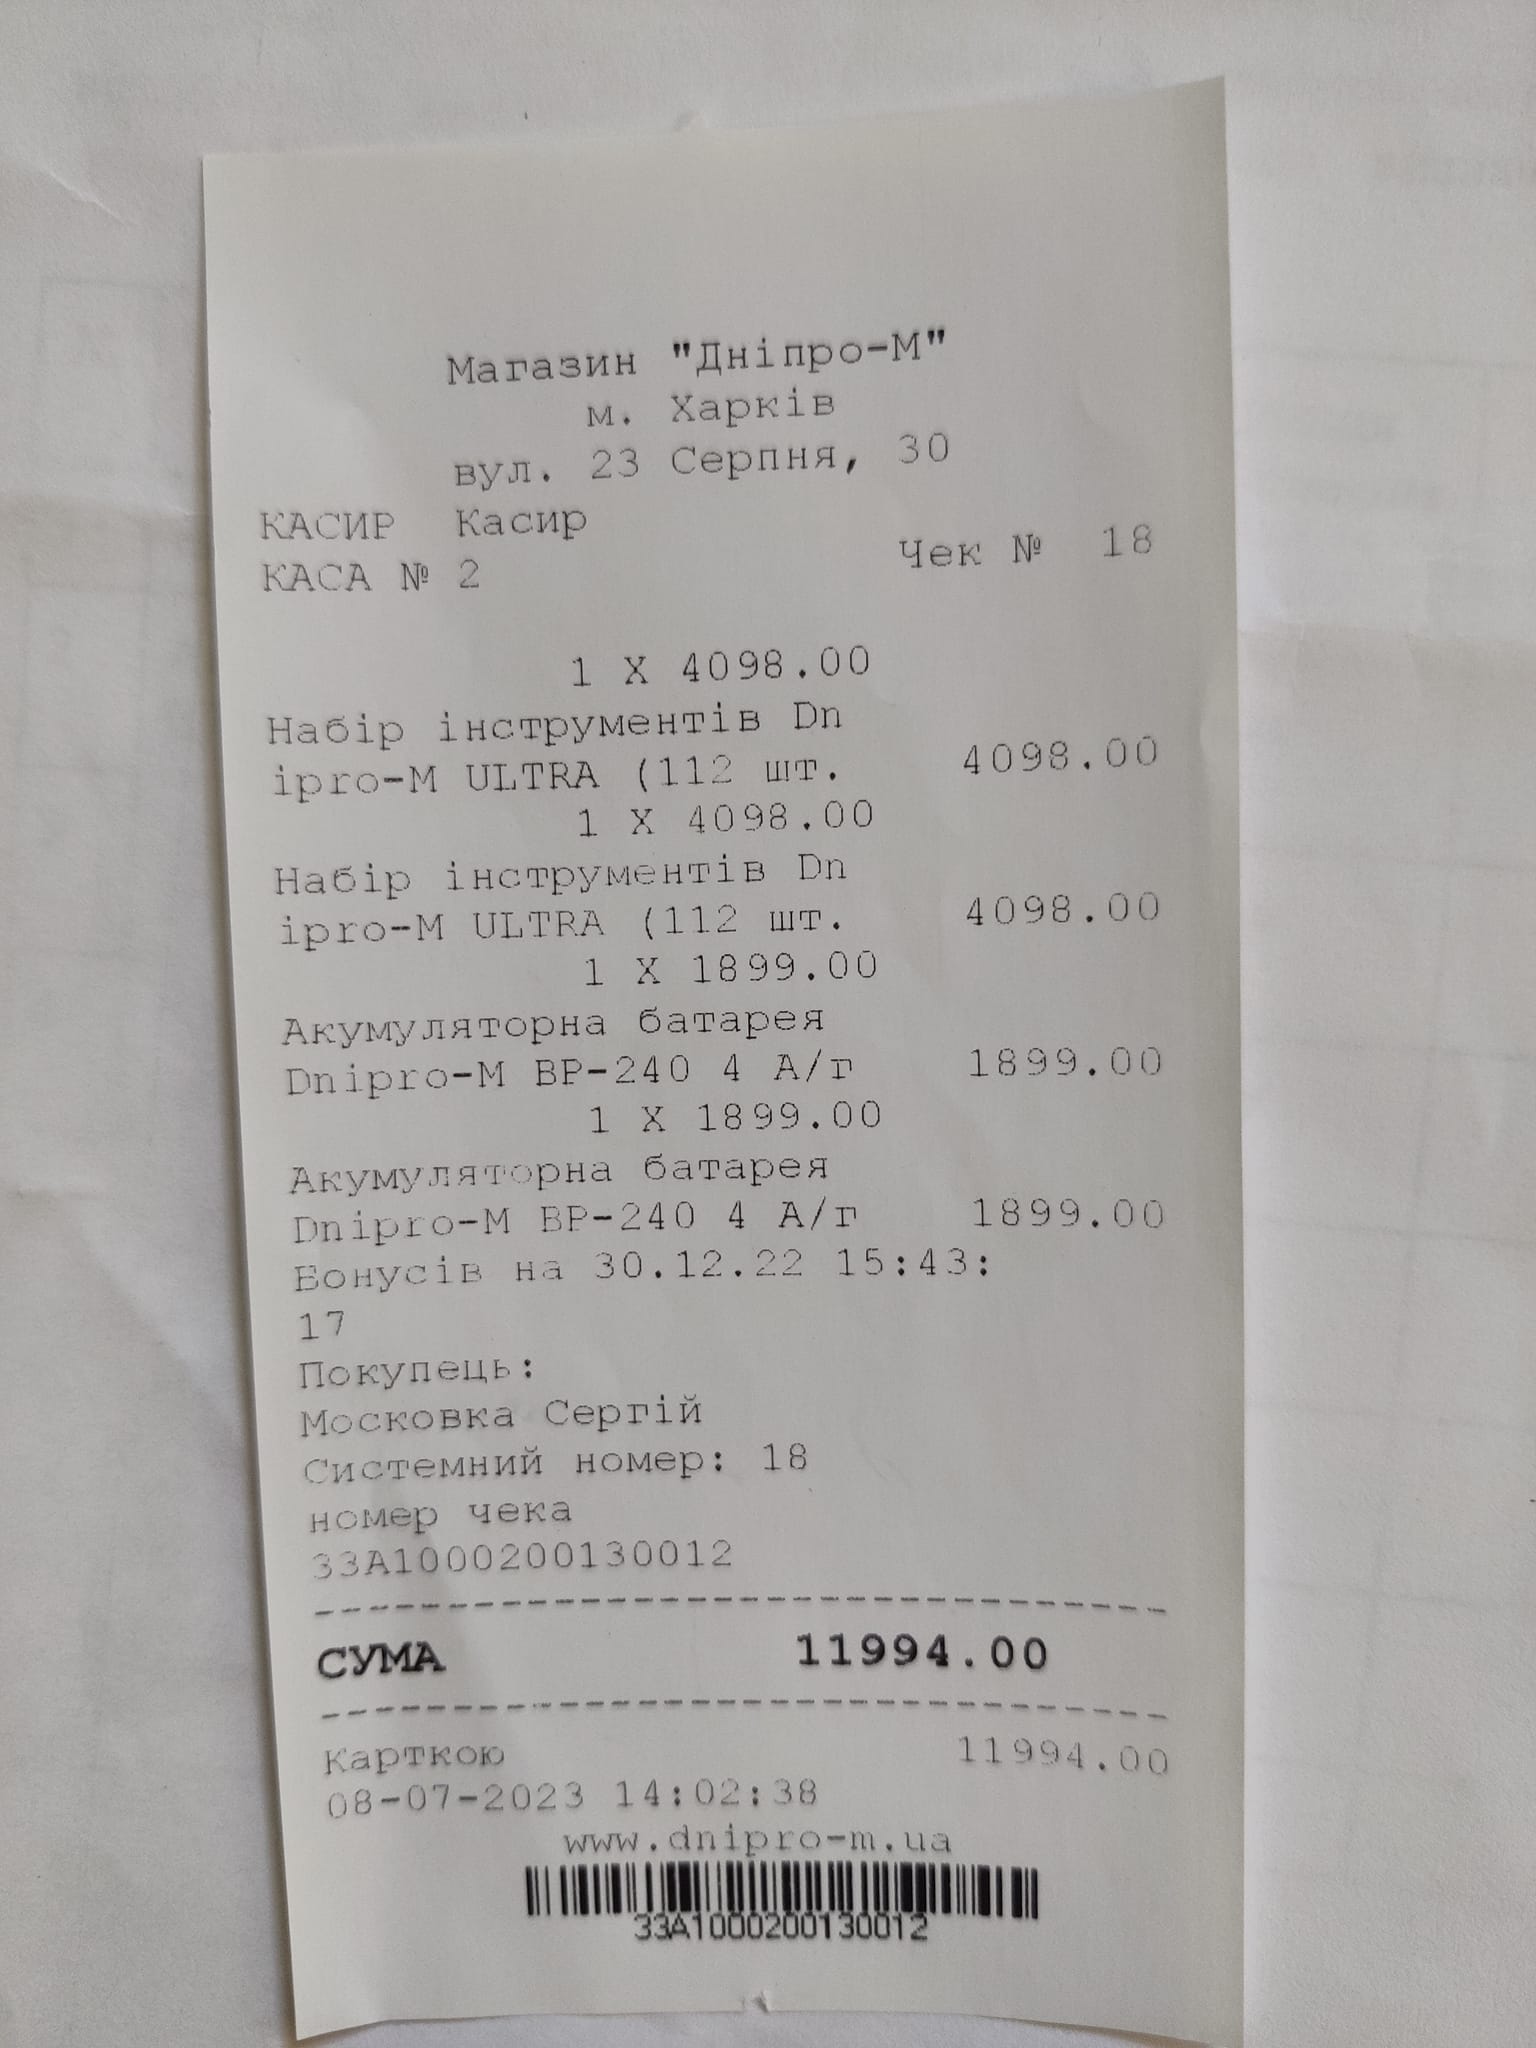 Магазин "Дніпро-М"
м. Харків
вул. 23 Серпня, 30
КАСИР Касир
КАСА № 2 Чек № 18
1 X 4098.00
Набір інструментів Dn
ipro-M ULTRA (112 шт. 4098.00
1 X 4098.00
Набір інструментів Dn
ipro-M ULTRA (112 шт. 4098.00
1 X 1899.00
Акумуляторна батарея
Dnipro-M BP-240 4 А/г 1899.00
1 X 1899.00
Акумуляторна батарея
Dnipro-M BP-240 4 А/г 1899.00
Бонусів на 30.12.22 15:43:
17
Покупець:
Московка Сергій
Системний номер: 18
номер чека
33A1000200130012
СУМА 11994.00
Карткою 11994.00
08-07-2023 14:02:38
www.dnipro-m.ua
33A1000200130012